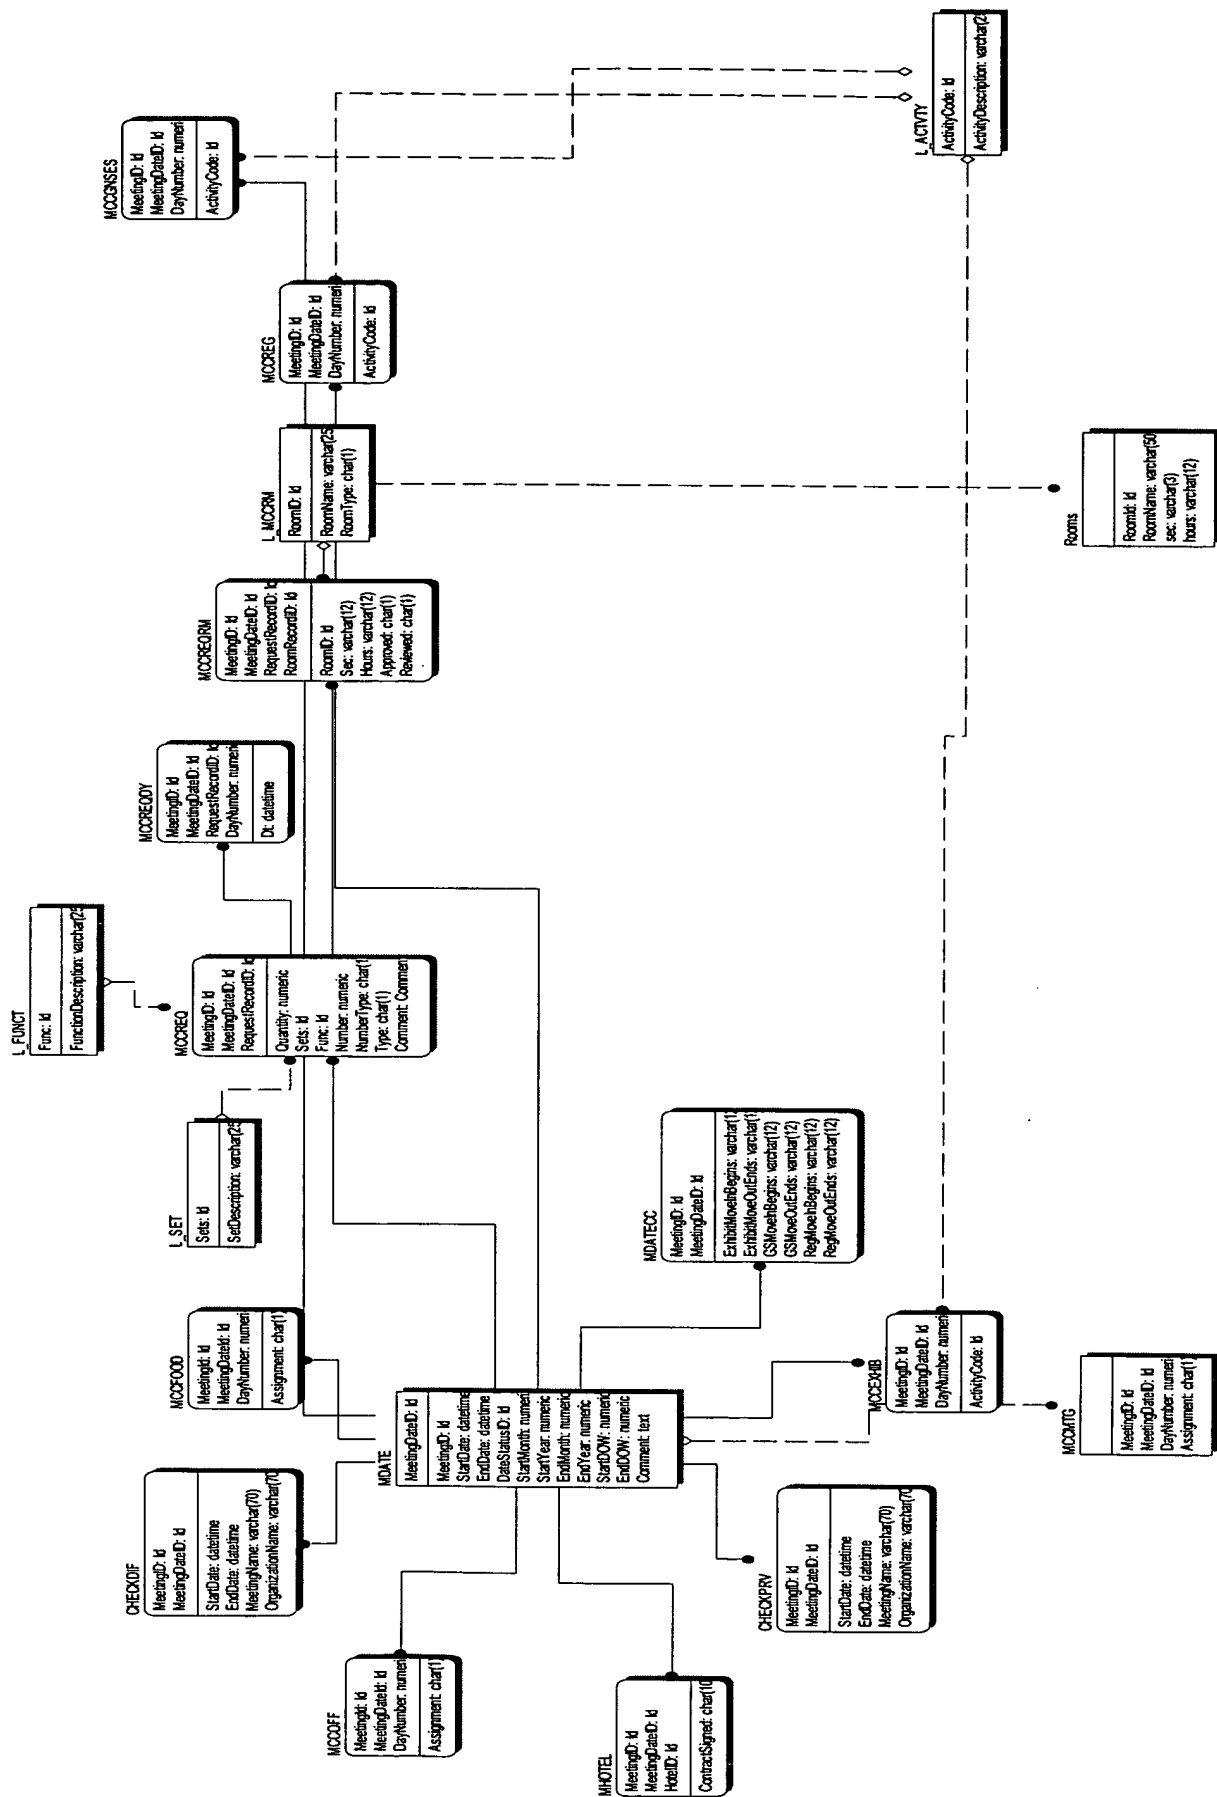 MCCGNSES
MeetingID: Id
MeetingDateID: Id
DayNumber: numeri
ActivityCode: Id
L_ACTVTY
ActivityCode: Id
ActivityDescription: varchar(2
MCCREG
MeetingID: Id
MeetingDateID: Id
DayNumber: numeri
ActivityCode: Id
L_MCCRM
RoomID: Id
RoomName: varchar(25
RoomType: char(1)
Rooms
RoomId: Id
RoomName: varchar(50
sec: varchar(3)
hours: varchar(12)
MCCREQRM
MeetingID: Id
MeetingDateID: Id
RequestRecordID: Id
RoomRecordID: Id
RoomID: Id
Sec: varchar(12)
Hours: varchar(12)
Approved: char(1)
Reviewed: char(1)
MCCREQDY
MeetingID: Id
MeetingDateID: Id
RequestRecordID: Id
DayNumber: numeri
Dt: datetime
L_FUNCT
Func: Id
FunctionDescription: varchar(25
MCCREQ
MeetingID: Id
MeetingDateID: Id
RequestRecordID: Id
Quantity: numeric
Sets: Id
Func: Id
Number: numeric
NumberType: char(1
Type: char(1)
Comment: Comment
L_SET
Sets: Id
SetDescription: varchar(25
MDATECC
MeetingID: Id
MeetingDateID: Id
ExhibitMoveInBegins: varchar(12
ExhibitMoveOutEnds: varchar(1
GSMoveInBegins: varchar(12)
GSMoveOutEnds: varchar(12)
RegMoveInBegins: varchar(12)
RegMoveOutEnds: varchar(12)
MCCFOOD
MeetingId: Id
MeetingDateId: Id
DayNumber: numeri
Assignment: char(1)
MDATE
MeetingDateID: Id
MeetingID: Id
StartDate: datetime
EndDate: datetime
DateStatusID: Id
StartMonth: numeric
StartYear: numeric
EndMonth: numeric
EndYear: numeric
StartDOW: numeric
EndDOW: numeric
Comment: text
MCCEXHIB
MeetingID: Id
MeetingDateID: Id
DayNumber: numeri
ActivityCode: Id
MCCMTG
MeetingID: Id
MeetingDateID: Id
DayNumber: numeri
Assignment: char(1
CHECKDIF
MeetingID: Id
MeetingDateID: Id
StartDate: datetime
EndDate: datetime
MeetingName: varchar(70)
OrganizationName: varchar(70
CHECKPRV
MeetingID: Id
MeetingDateID: Id
StartDate: datetime
EndDate: datetime
MeetingName: varchar(70)
OrganizationName: varchar(70
MCCOFF
MeetingId: Id
MeetingDateId: Id
DayNumber: numeri
Assignment: char(1)
MHOTEL
MeetingID: Id
MeetingDateID: Id
HotelID: Id
ContractSigned: char(10